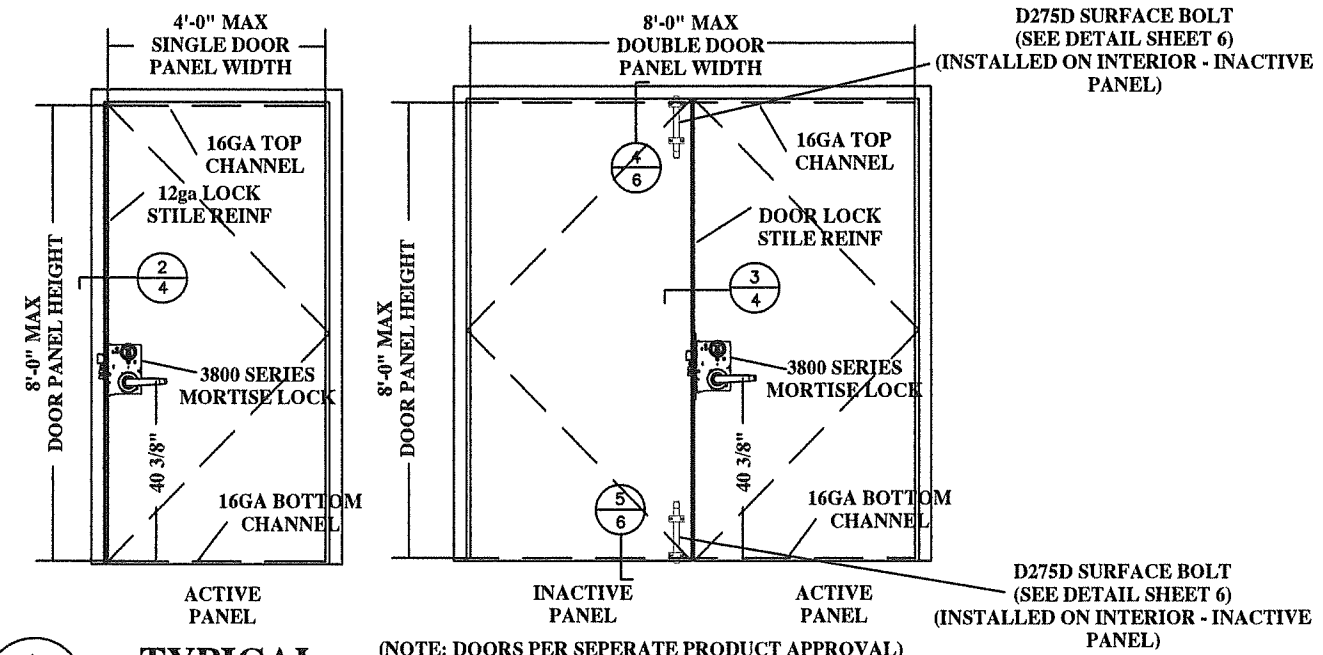 4'-0" MAX
SINGLE DOOR
PANEL WIDTH
8'-0" MAX
DOUBLE DOOR
PANEL WIDTH
D275D SURFACE BOLT
(SEE DETAIL SHEET 6)
(INSTALLED ON INTERIOR - INACTIVE
PANEL)
16GA TOP
CHANNEL
12ga LOCK
STILE REINF
2
4
8'-0" MAX
DOOR PANEL HEIGHT
3800 SERIES
MORTISE LOCK
40 3/8"
16GA BOTTOM
CHANNEL
ACTIVE
PANEL
4
6
16GA TOP
CHANNEL
DOOR LOCK
STILE REINF
3
4
8'-0" MAX
DOOR PANEL HEIGHT
3800 SERIES
MORTISE LOCK
40 3/8"
5
6
16GA BOTTOM
CHANNEL
INACTIVE
PANEL
ACTIVE
PANEL
D275D SURFACE BOLT
(SEE DETAIL SHEET 6)
(INSTALLED ON INTERIOR - INACTIVE
PANEL)
TYPICAL
(NOTE: DOORS PER SEPERATE PRODUCT APPROVAL)